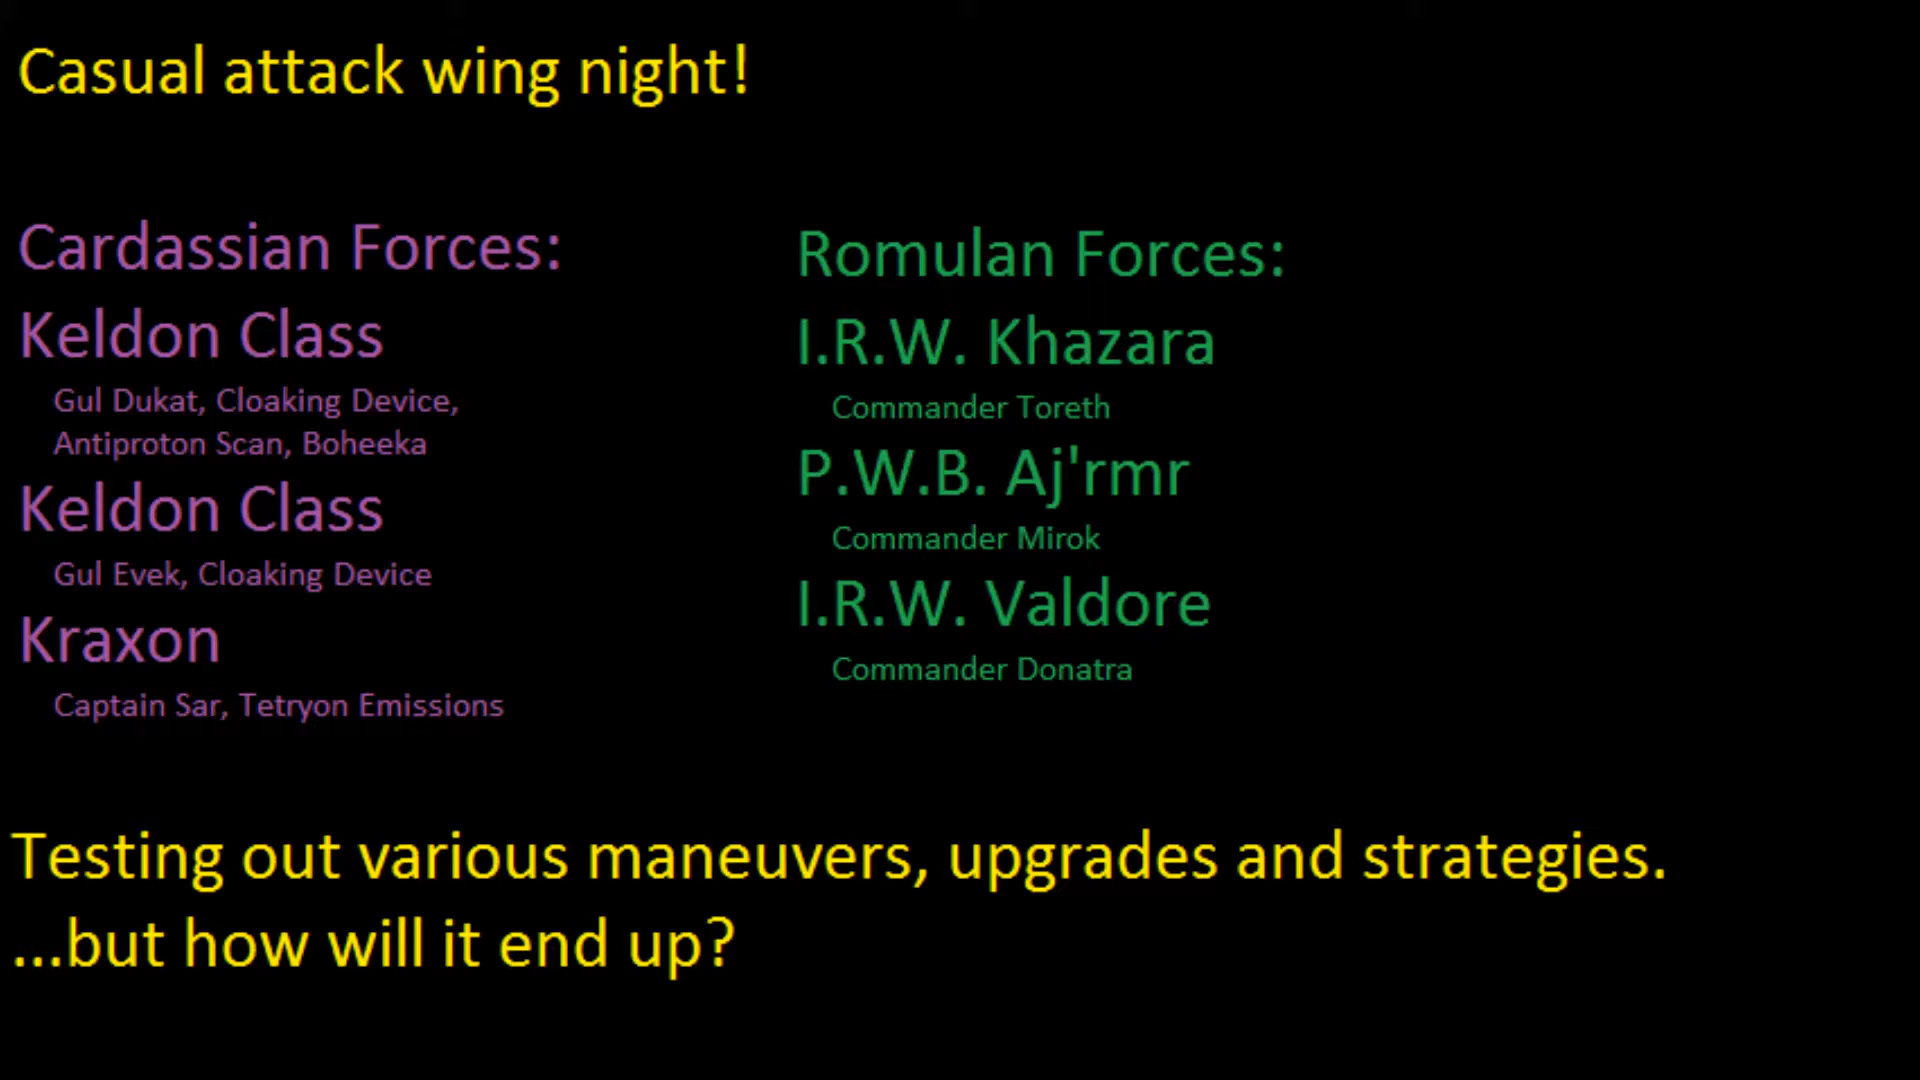 Casual attack wing night!
Cardassian Forces:
Keldon Class
Gul Dukat, Cloaking Device,
Antiproton Scan, Boheeka
Keldon Class
Gul Evek, Cloaking Device
Kraxon
Captain Sar, Tetryon Emissions
Romulan Forces:
I.R.W. Khazara
Commander Toreth
P.W.B. Aj'rmr
Commander Mirok
I.R.W. Valdore
Commander Donatra
Testing out various maneuvers, upgrades and strategies.
...but how will it end up?